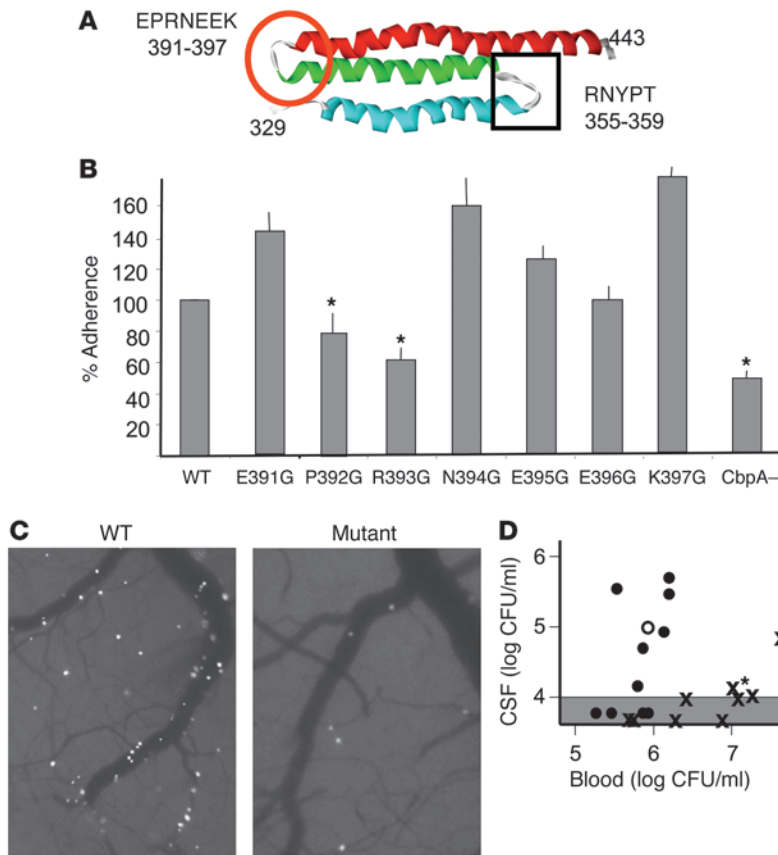 A
EPRNEEK
391-397
443
329
RNYPT
355-359
B
% Adherence
160
140
120
100
80
60
40
20
WT E391G P392G R393G N394G E395G E396G K397G CbpA–
* * *
C
WT Mutant
D
CSF (log CFU/ml)
6
5
4
X X X X X X X X X *
5 6 7
Blood (log CFU/ml)